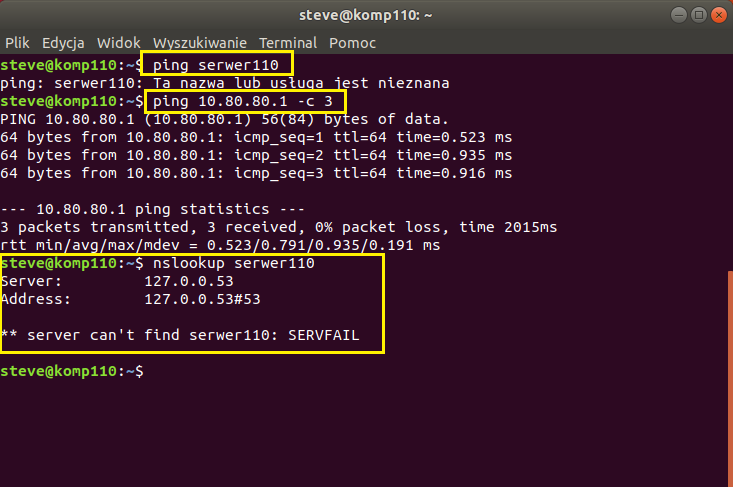 steve@komp110: ~
Plik Edycja Widok Wyszukiwanie Terminal Pomoc
steve@komp110:~$ ping serwer110
ping: serwer110: Ta nazwa lub usługa jest nieznana
steve@komp110:~$ ping 10.80.80.1 -c 3
PING 10.80.80.1 (10.80.80.1) 56(84) bytes of data.
64 bytes from 10.80.80.1: icmp_seq=1 ttl=64 time=0.523 ms
64 bytes from 10.80.80.1: icmp_seq=2 ttl=64 time=0.935 ms
64 bytes from 10.80.80.1: icmp_seq=3 ttl=64 time=0.916 ms
--- 10.80.80.1 ping statistics ---
3 packets transmitted, 3 received, 0% packet loss, time 2015ms
rtt min/avg/max/mdev = 0.523/0.791/0.935/0.191 ms
steve@komp110:~$ nslookup serwer110
Server: 127.0.0.53
Address: 127.0.0.53#53
** server can't find serwer110: SERVFAIL
steve@komp110:~$